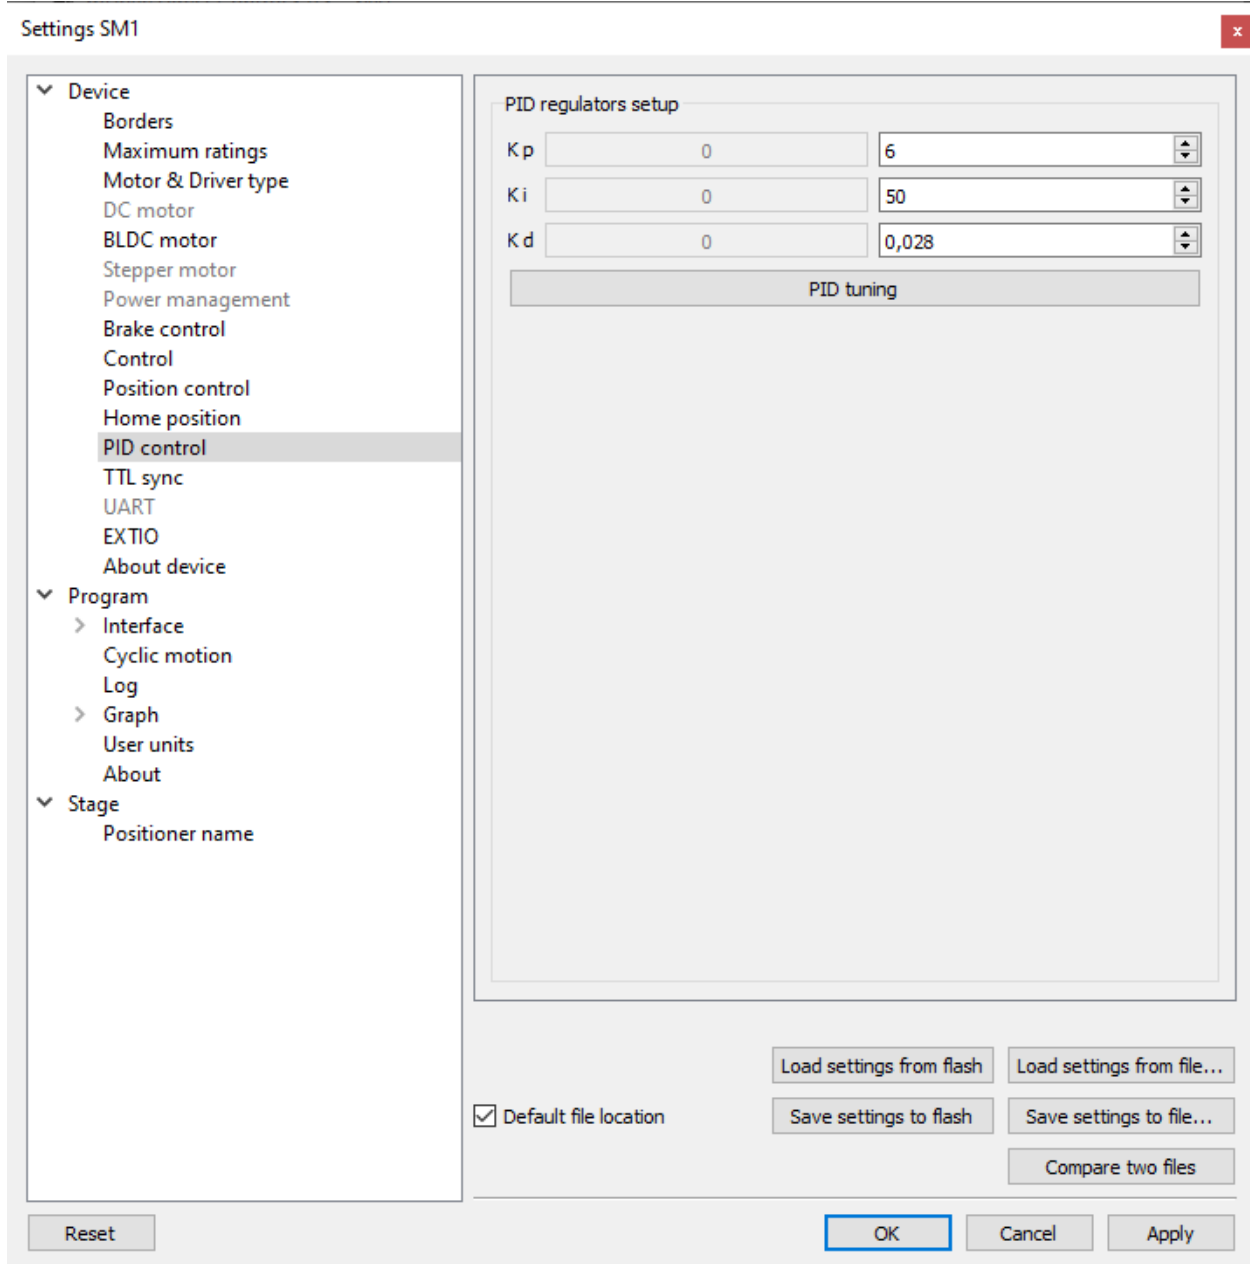 Settings SM1
x
Device
Borders
Maximum ratings
Motor & Driver type
DC motor
BLDC motor
Stepper motor
Power management
Brake control
Control
Position control
Home position
PID control
TTL sync
UART
EXTIO
About device
Program
Interface
Cyclic motion
Log
Graph
User units
About
Stage
Positioner name
PID regulators setup
Kp 0 6
Ki 0 50
Kd 0 0,028
PID tuning
Load settings from flash Load settings from file...
Default file location Save settings to flash Save settings to file...
Compare two files
Reset OK Cancel Apply